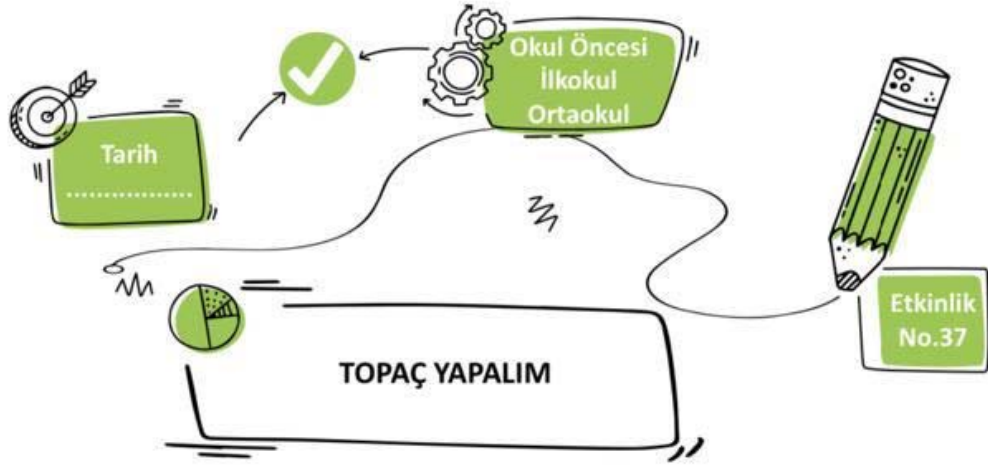 Okul Öncesi
İlkokul
Ortaokul
Tarih
....................
Etkinlik
No.37
TOPAÇ YAPALIM